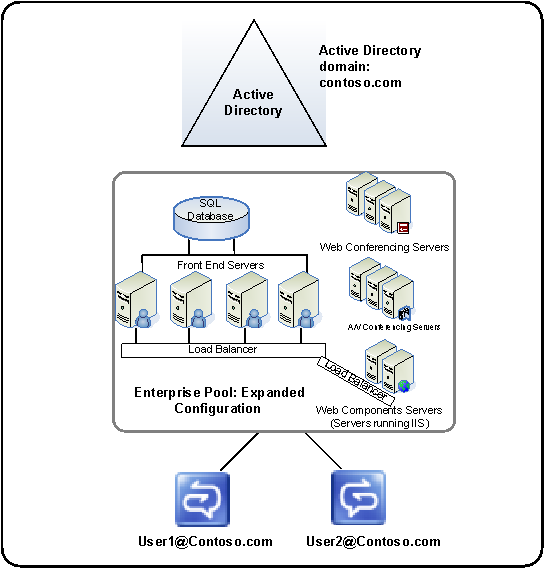 Active Directory
domain:
contoso.com
Active
Directory
SQL
Database
Web Conferencing Servers
Front End Servers
A/V Conferencing Servers
Load Balancer
Load Balancer
Enterprise Pool: Expanded
Configuration
Web Components Servers
(Servers running IIS)
User1@Contoso.com
User2@Contoso.com